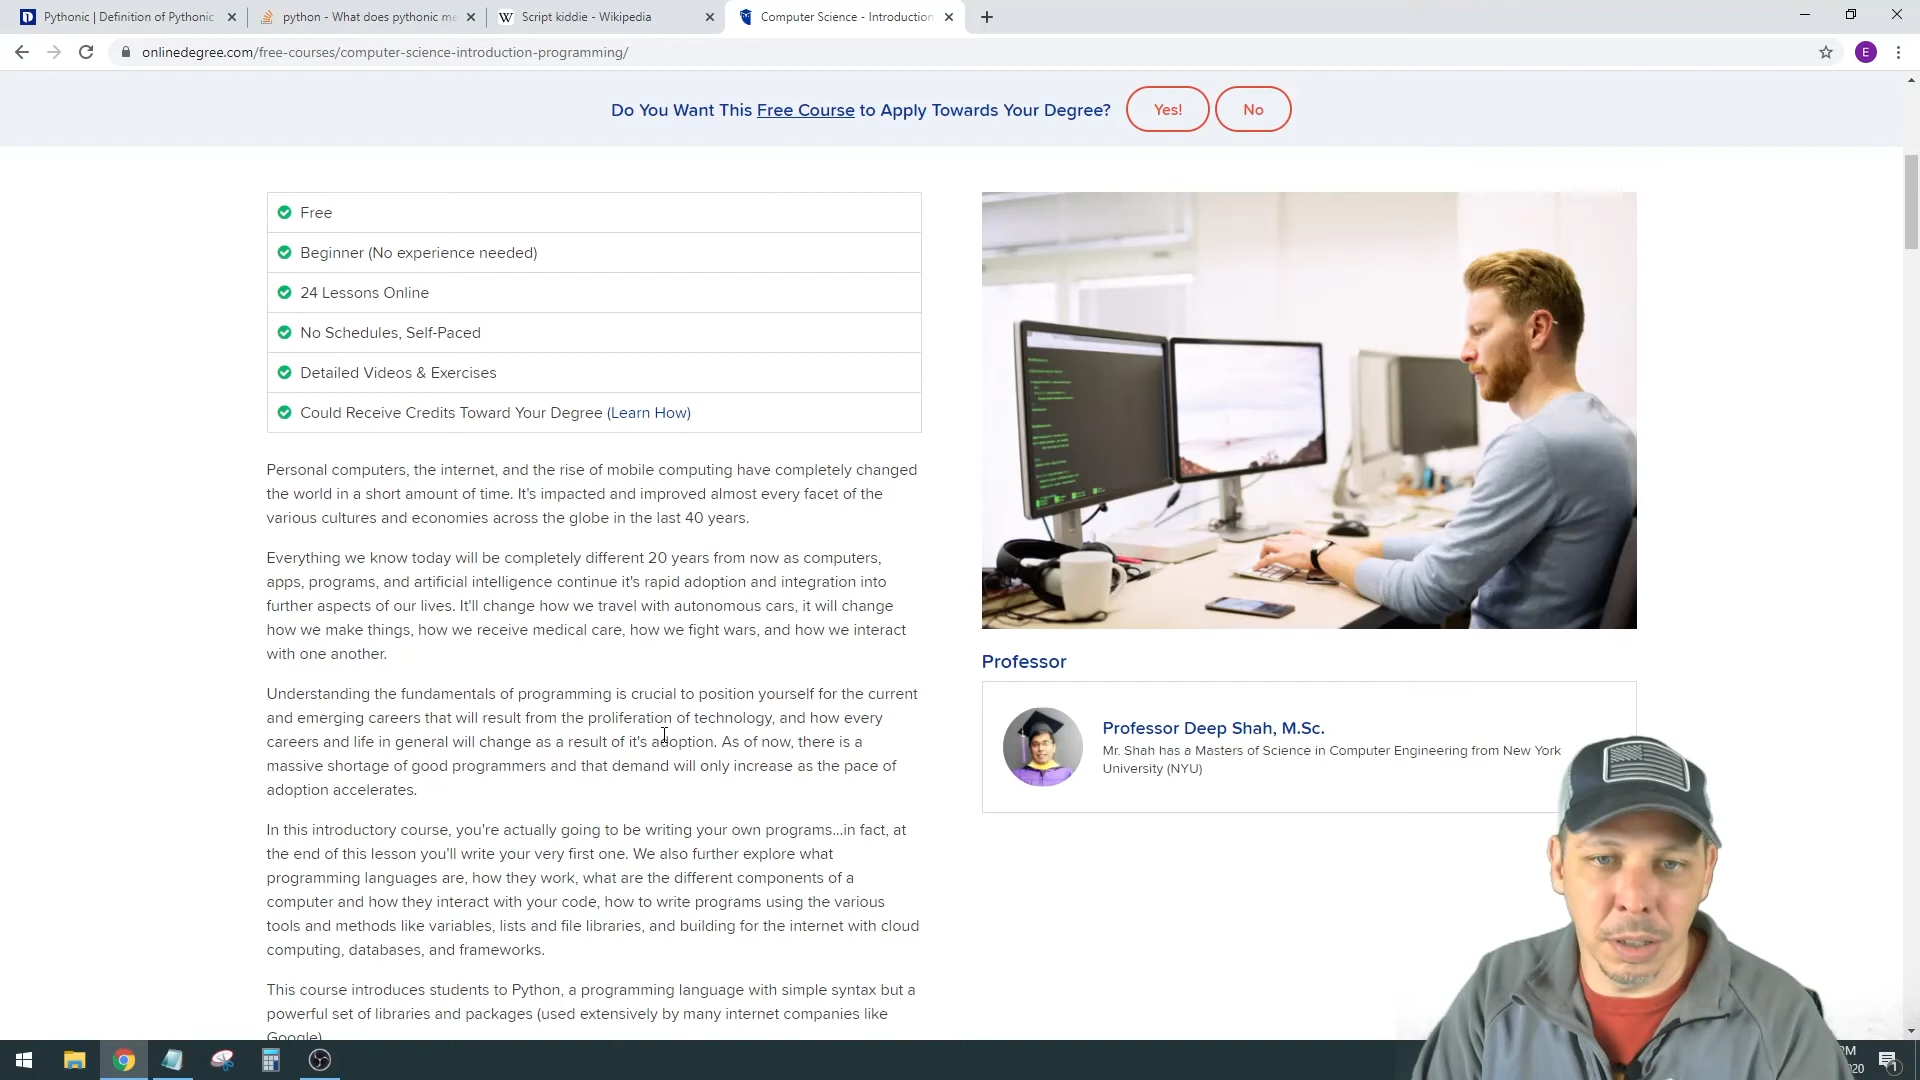 Pythonic | Definition of Pythonic
python - What does pythonic me
Script kiddie - Wikipedia
Computer Science - Introduction
onlinedegree.com/free-courses/computer-science-introduction-programming/
E
Do You Want This Free Course to Apply Towards Your Degree?
Yes!
No
Free
Beginner (No experience needed)
24 Lessons Online
No Schedules, Self-Paced
Detailed Videos & Exercises
Could Receive Credits Toward Your Degree (Learn How)
Personal computers, the internet, and the rise of mobile computing have completely changed
the world in a short amount of time. It's impacted and improved almost every facet of the
various cultures and economies across the globe in the last 40 years.
Everything we know today will be completely different 20 years from now as computers,
apps, programs, and artificial intelligence continue it's rapid adoption and integration into
further aspects of our lives. It'll change how we travel with autonomous cars, it will change
how we make things, how we receive medical care, how we fight wars, and how we interact
with one another.
Understanding the fundamentals of programming is crucial to position yourself for the current
and emerging careers that will result from the proliferation of technology, and how every
careers and life in general will change as a result of it's adoption. As of now, there is a
massive shortage of good programmers and that demand will only increase as the pace of
adoption accelerates.
In this introductory course, you're actually going to be writing your own programs...in fact, at
the end of this lesson you'll write your very first one. We also further explore what
programming languages are, how they work, what are the different components of a
computer and how they interact with your code, how to write programs using the various
tools and methods like variables, lists and file libraries, and building for the internet with cloud
computing, databases, and frameworks.
This course introduces students to Python, a programming language with simple syntax but a
powerful set of libraries and packages (used extensively by many internet companies like
Google)
Professor
Professor Deep Shah, M.Sc.
Mr. Shah has a Masters of Science in Computer Engineering from New York
University (NYU)
PM
020
1